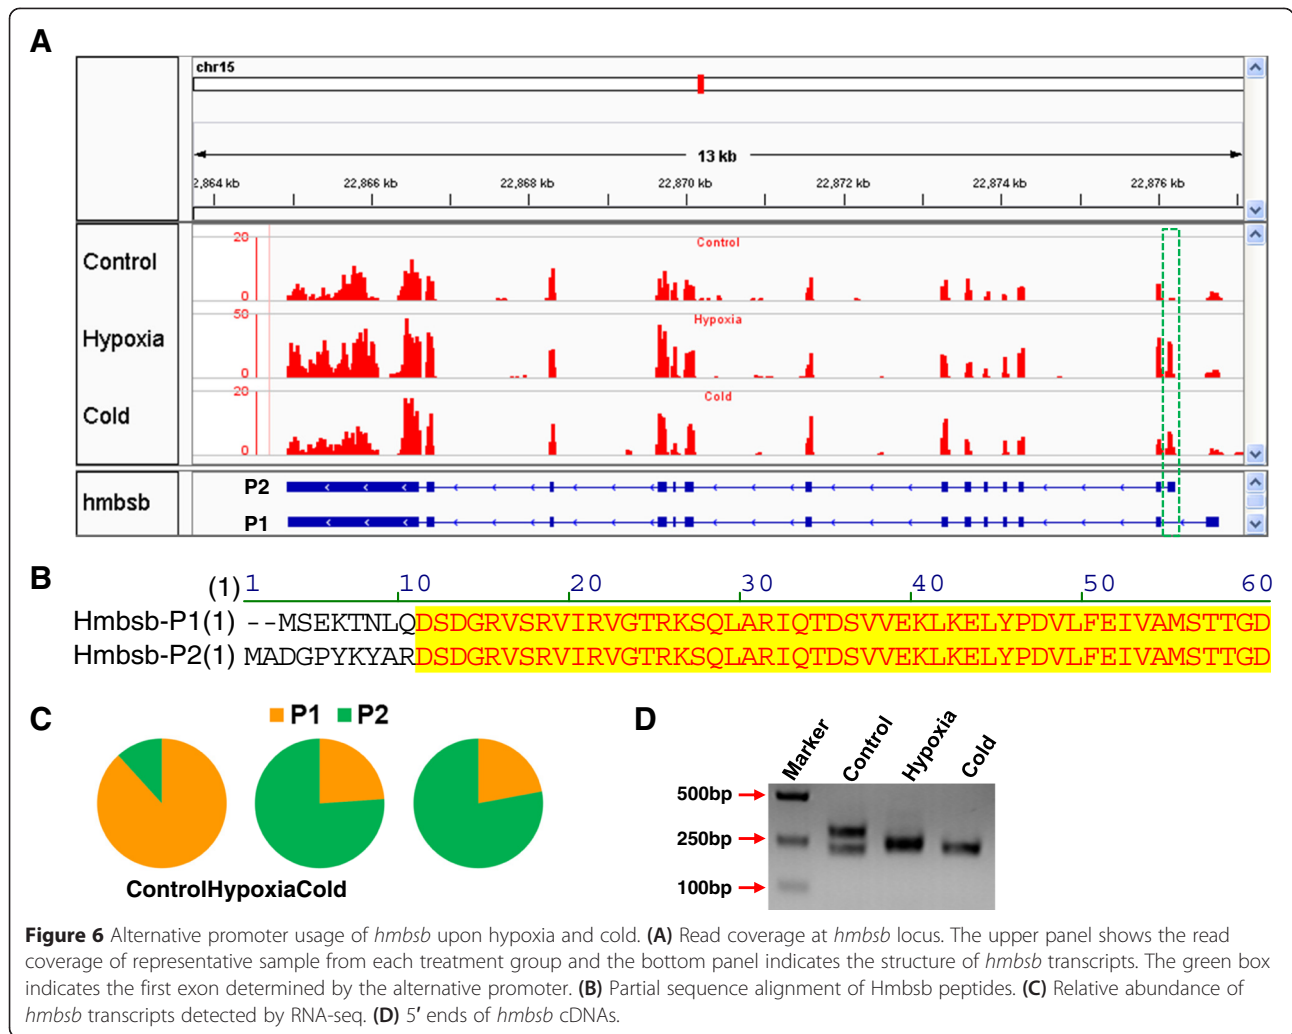 A
chr15
13 kb
2,864 kb 22,866 kb 22,868 kb 22,870 kb 22,872 kb 22,874 kb 22,876 kb
Control
20
0
Control
Hypoxia
50
0
Hypoxia
Cold
20
0
Cold
hmbsb
P2
P1
B
(1) 1 10 20 30 40 50 60
Hmbsb-P1(1) --MSEKTNLQDSDGRVSRVIRVGTRKSQLARIQTDSVVEKLKELYPDVLFEIVAMSTTGD
Hmbsb-P2(1) MADGPYKYARDSDGRVSRVIRVGTRKSQLARIQTDSVVEKLKELYPDVLFEIVAMSTTGD
C
P1 P2
ControlHypoxiaCold
D
Marker Control Hypoxia Cold
500bp
250bp
100bp
Figure 6 Alternative promoter usage of hmbsb upon hypoxia and cold. (A) Read coverage at hmbsb locus. The upper panel shows the read
coverage of representative sample from each treatment group and the bottom panel indicates the structure of hmbsb transcripts. The green box
indicates the first exon determined by the alternative promoter. (B) Partial sequence alignment of Hmbsb peptides. (C) Relative abundance of
hmbsb transcripts detected by RNA-seq. (D) 5′ ends of hmbsb cDNAs.